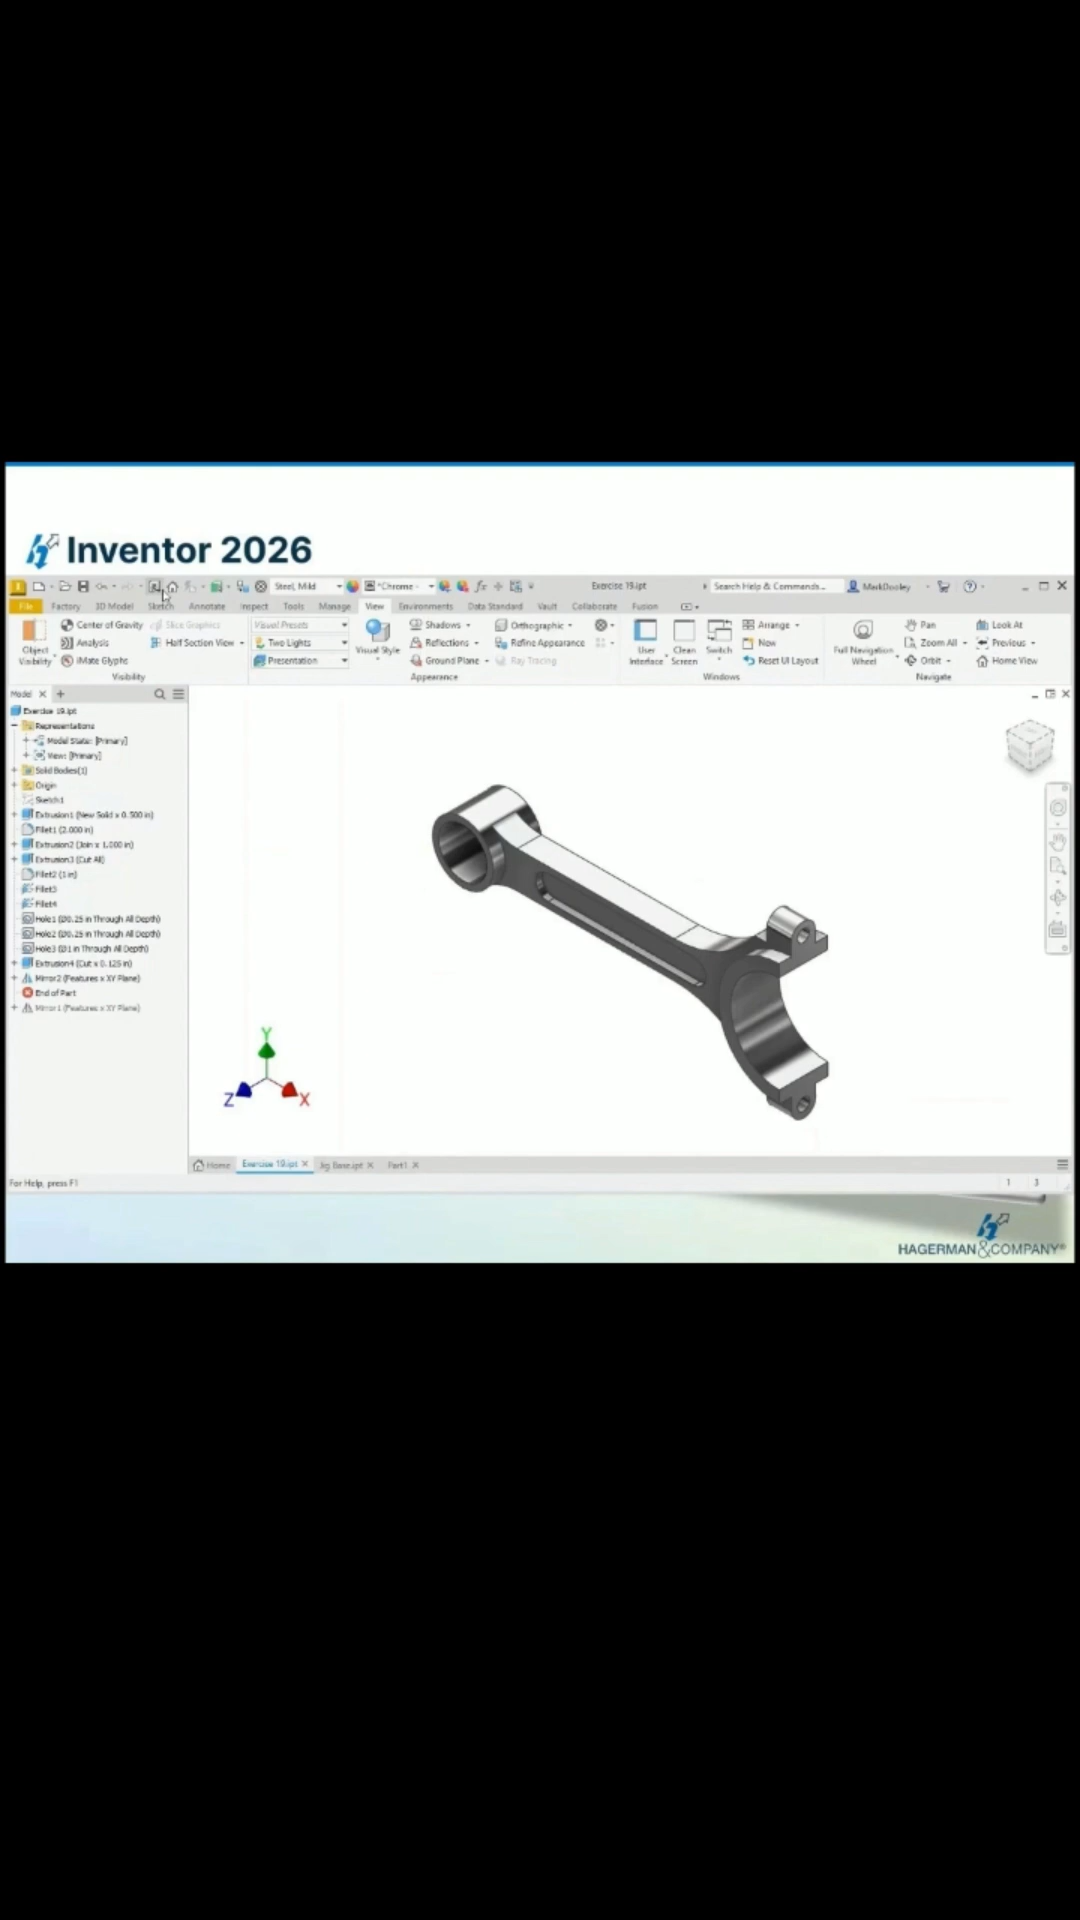 Inventor 2026
Steel, Mild *Chrome - Exercise 19.ipt Search Help & Commands... MarkDooley
File Factory 3D Model Sketch Annotate Inspect Tools Manage View Environments Data Standard Vault Collaborate Fusion
Object Visibility
Center of Gravity Slice Graphics
Analysis Half Section View
iMate Glyphs
Visibility
Visual Presets
Two Lights
Presentation
Visual Style
Shadows Orthographic
Reflections Refine Appearance
Ground Plane Ray Tracing
Appearance
User Interface
Clean Screen
Switch
Arrange
New
Reset UI Layout
Windows
Full Navigation Wheel
Pan Look At
Zoom All Previous
Orbit Home View
Navigate
Model
Exercise 19.ipt
Representations
Model State: [Primary]
View: [Primary]
Solid Bodies(1)
Origin
Sketch1
Extrusion1 (New Solid x 0.500 in)
Fillet1 (2.000 in)
Extrusion2 (Join x 1.000 in)
Extrusion3 (Cut All)
Fillet2 (1 in)
Fillet3
Fillet4
Hole1 (Ø0.25 in Through All Depth)
Hole2 (Ø0.25 in Through All Depth)
Hole3 (Ø1 in Through All Depth)
Extrusion4 (Cut x 0.125 in)
Mirror2 (Features x XY Plane)
End of Part
Mirror1 (Features x XY Plane)
Y
Z
X
Home Exercise 19.ipt Jig Base.ipt Part1
For Help, press F1
1 3
HAGERMAN&COMPANY®